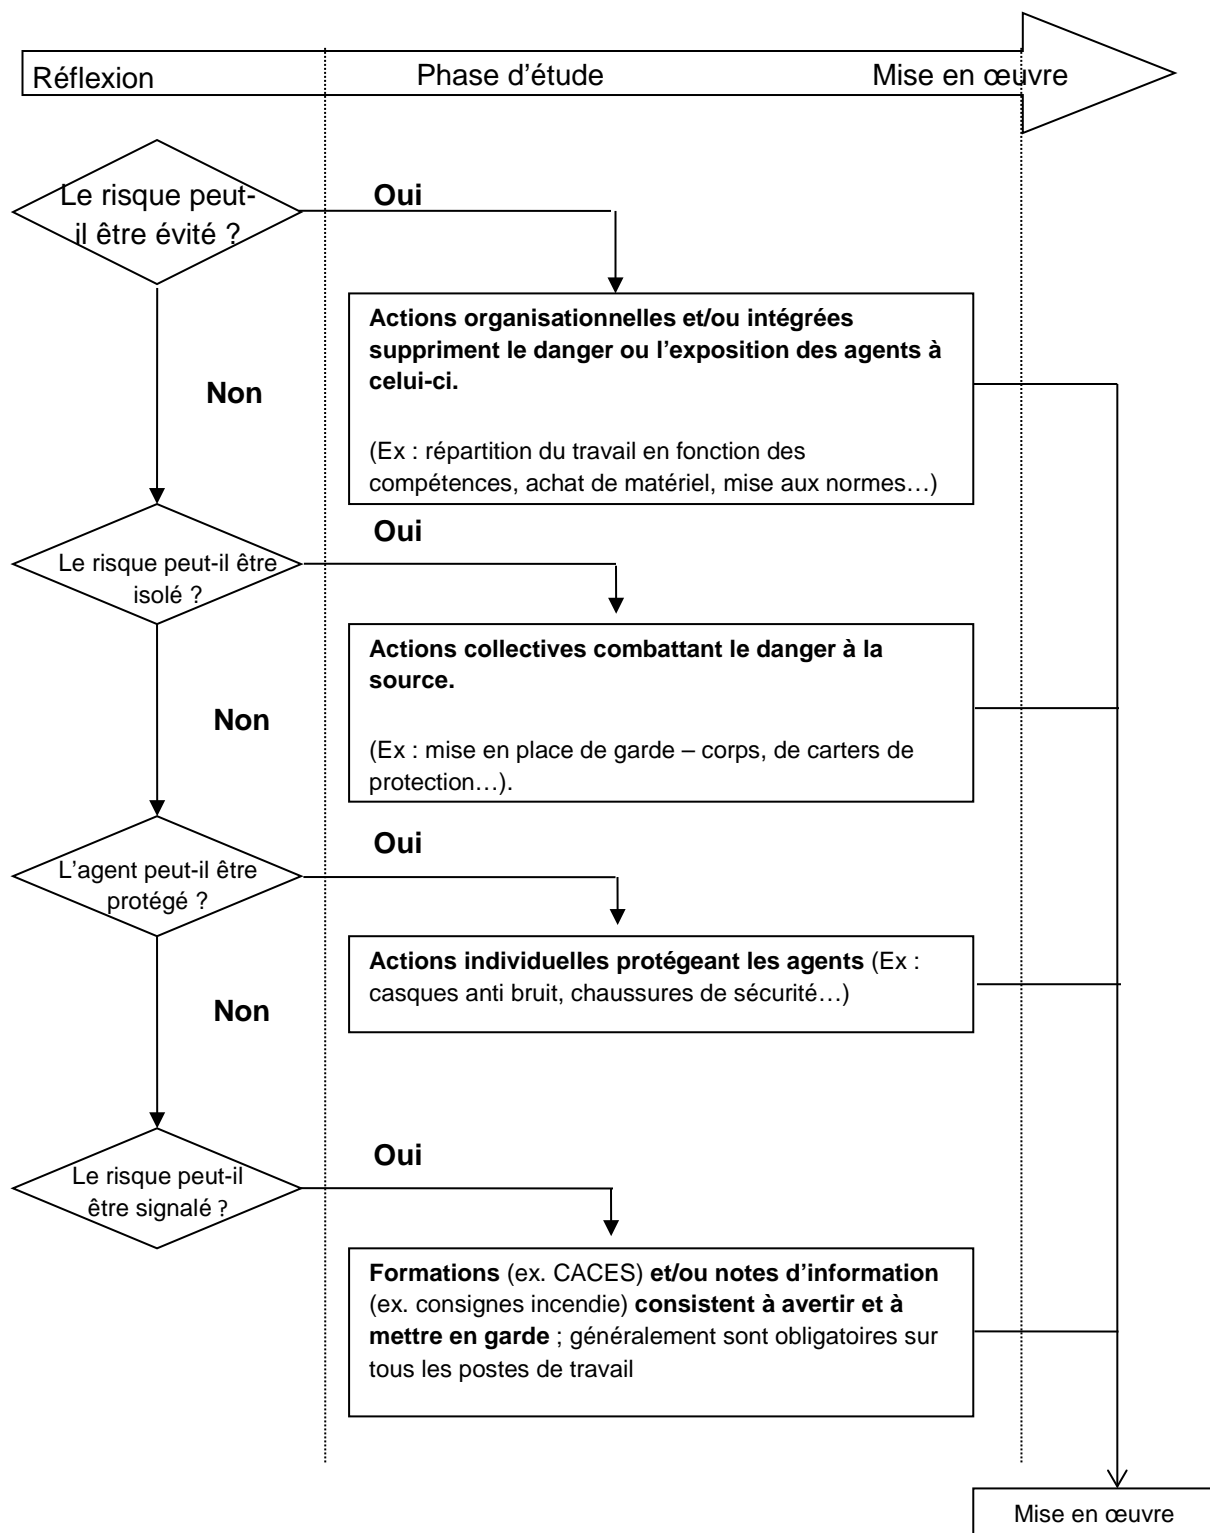 Réflexion Phase d’étude Mise en œuvre
Le risque peut-
il être évité ?
Oui
Actions organisationnelles et/ou intégrées
suppriment le danger ou l’exposition des agents à
celui-ci.
(Ex : répartition du travail en fonction des
compétences, achat de matériel, mise aux normes…)
Non
Le risque peut-il être
isolé ?
Oui
Actions collectives combattant le danger à la
source.
(Ex : mise en place de garde – corps, de carters de
protection…).
Non
L’agent peut-il être
protégé ?
Oui
Actions individuelles protégeant les agents (Ex :
casques anti bruit, chaussures de sécurité…)
Non
Le risque peut-il
être signalé ?
Oui
Formations (ex. CACES) et/ou notes d’information
(ex. consignes incendie) consistent à avertir et à
mettre en garde ; généralement sont obligatoires sur
tous les postes de travail
Mise en œuvre